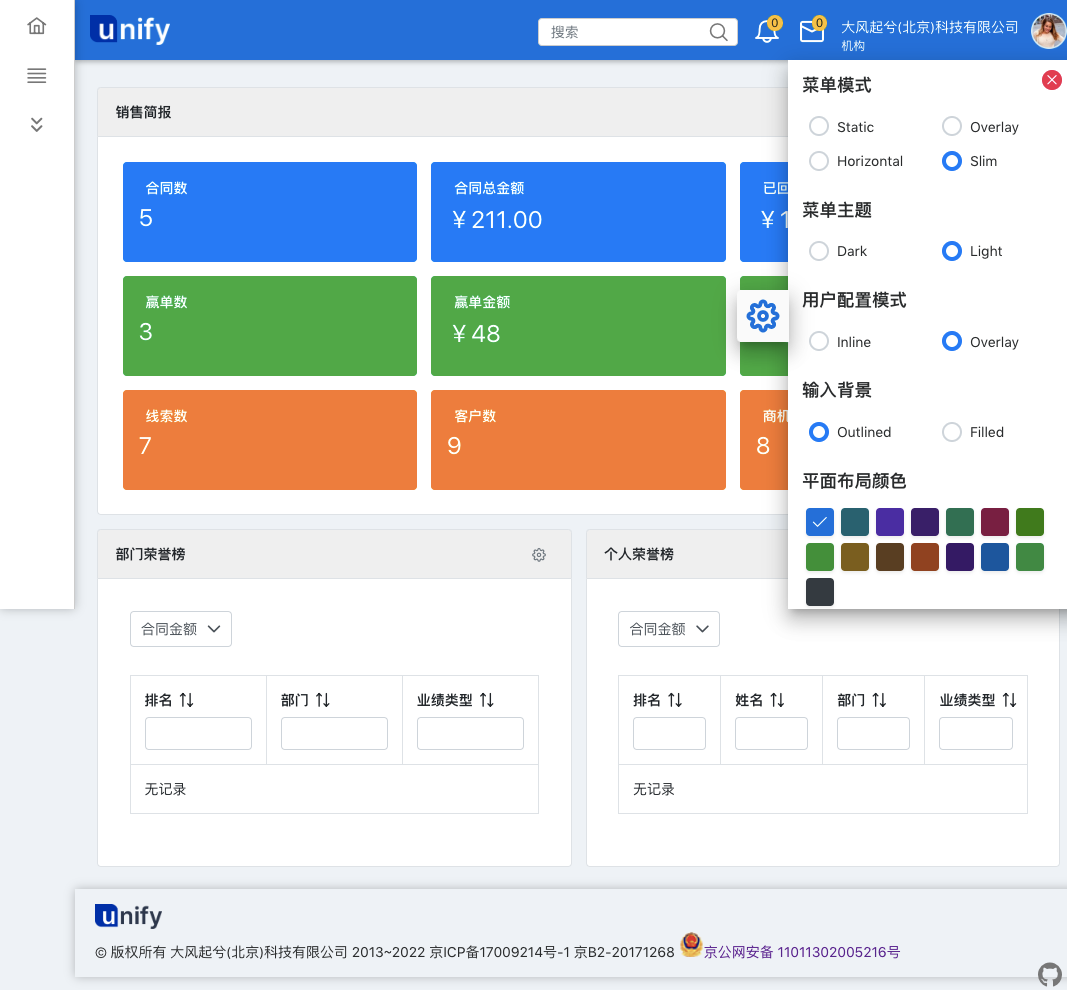 unify
搜索
0
0
大风起兮(北京)科技有限公司
机构
销售简报
合同数
5
合同总金额
¥ 211.00
已回
¥ 1
赢单数
3
赢单金额
¥ 48
线索数
7
客户数
9
商机
8
菜单模式
Static
Overlay
Horizontal
Slim
菜单主题
Dark
Light
用户配置模式
Inline
Overlay
输入背景
Outlined
Filled
平面布局颜色
部门荣誉榜
合同金额
排名
部门
业绩类型
无记录
个人荣誉榜
合同金额
排名
姓名
部门
业绩类型
无记录
unify
© 版权所有 大风起兮(北京)科技有限公司 2013~2022 京ICP备17009214号-1 京B2-20171268 京公网安备 11011302005216号